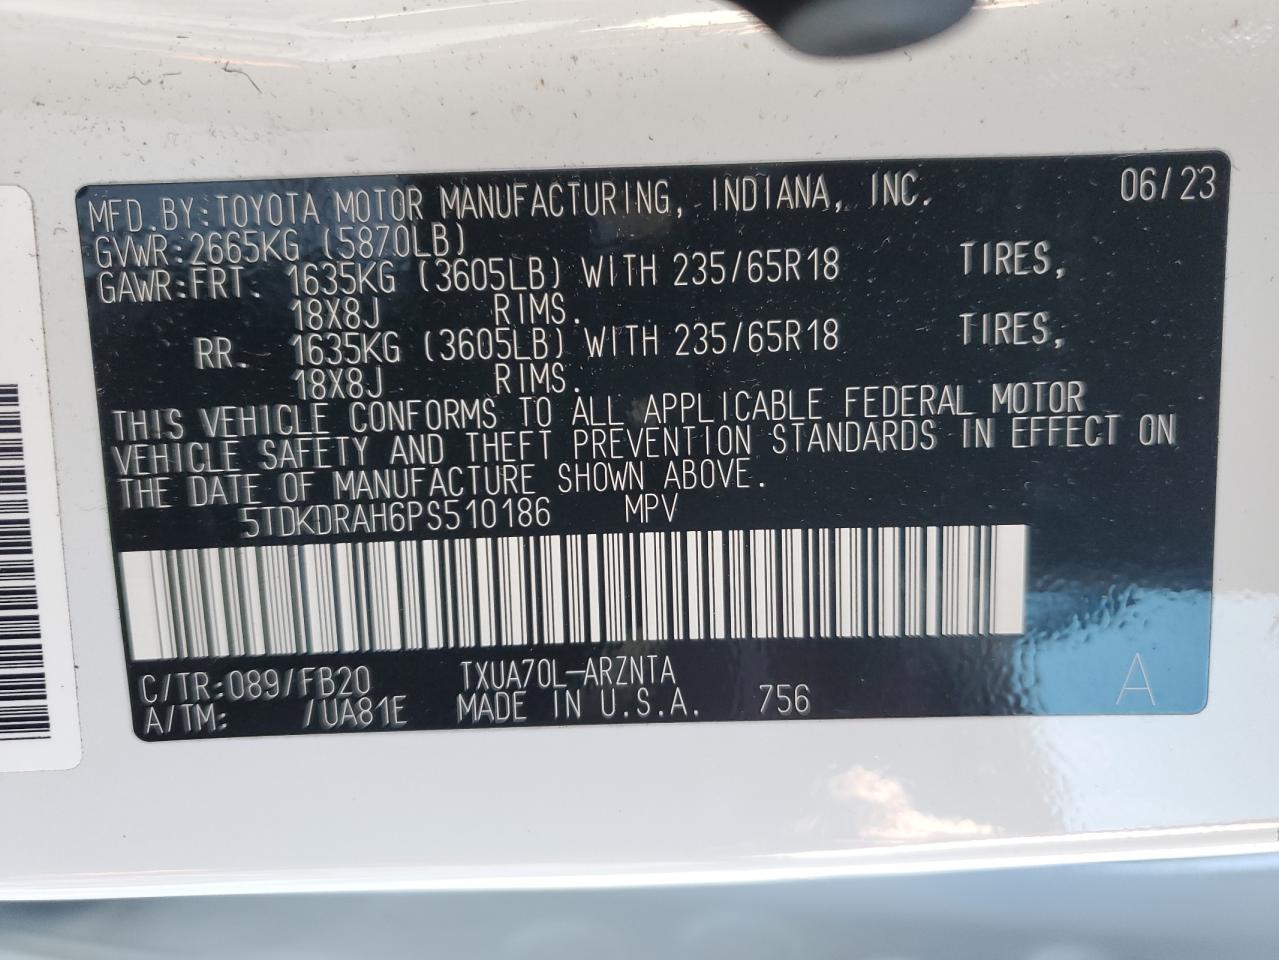 MFD.BY:TOYOTA MOTOR MANUFACTURING, INDIANA, INC. 06/23
GVWR:2665KG (5870LB)
GAWR:FRT. 1635KG (3605LB) WITH 235/65R18 TIRES,
18X8J RIMS.
RR. 1635KG (3605LB) WITH 235/65R18 TIRES,
18X8J RIMS.
THIS VEHICLE CONFORMS TO ALL APPLICABLE FEDERAL MOTOR
VEHICLE SAFETY AND THEFT PREVENTION STANDARDS IN EFFECT ON
THE DATE OF MANUFACTURE SHOWN ABOVE.
5TDKDRAH6PS510186 MPV
C/TR:089/FB20 TXUA70L-ARZNTA
A/TM: /UA81E MADE IN U.S.A. 756 A